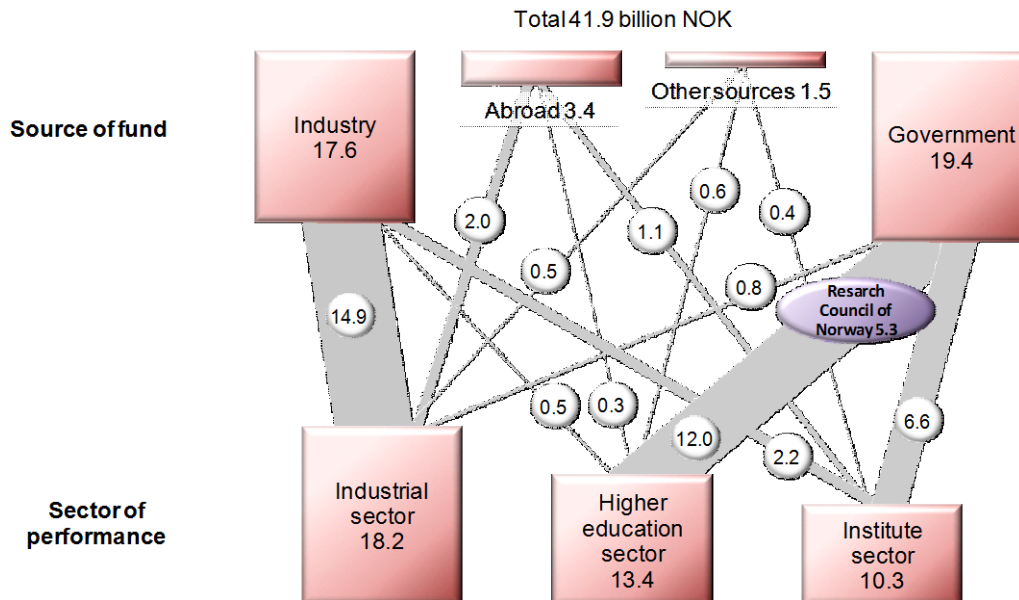 Total 41.9 billion NOK
Source of fund
Industry
17.6
Abroad 3.4
Other sources 1.5
Government
19.4
2.0
0.5
1.1
0.6
0.4
0.8
14.9
Resarch
Council of
Norway 5.3
0.5
0.3
12.0
2.2
6.6
Sector of
performance
Industrial
sector
18.2
Higher
education
sector
13.4
Institute
sector
10.3